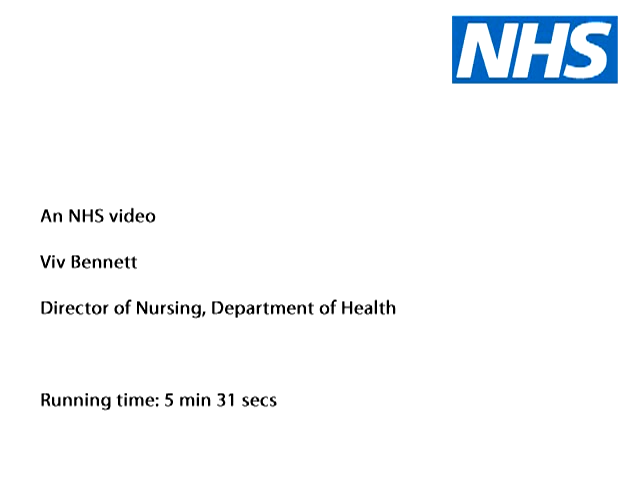 NHS
An NHS video
Viv Bennett
Director of Nursing, Department of Health
Running time: 5 min 31 secs